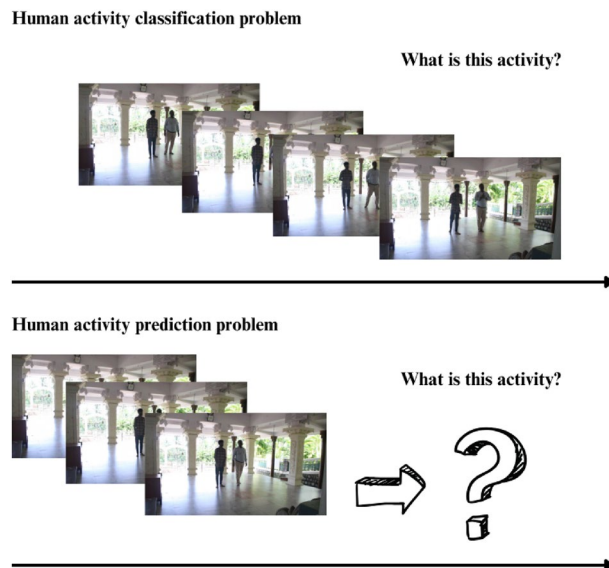 Human activity classification problem
What is this activity?
Human activity prediction problem
What is this activity?
?